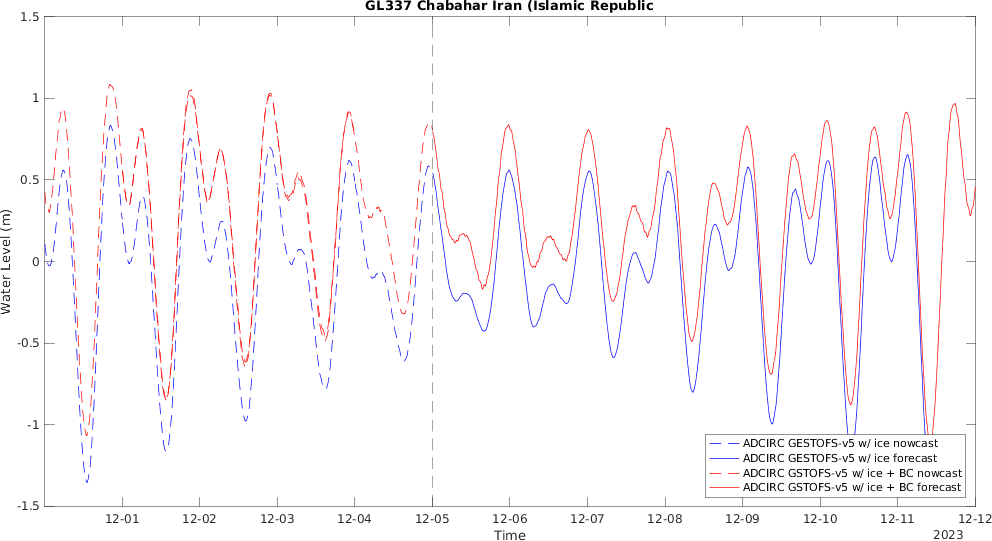 GL337 Chabahar Iran (Islamic Republic
1.5
1
0.5
0
-0.5
-1
-1.5
Water Level (m)
12-01 12-02 12-03 12-04 12-05 12-06 12-07 12-08 12-09 12-10 12-11 12-12
Time
2023
ADCIRC GESTOFS-v5 w/ ice nowcast
ADCIRC GESTOFS-v5 w/ ice forecast
ADCIRC GSTOFS-v5 w/ ice + BC nowcast
ADCIRC GSTOFS-v5 w/ ice + BC forecast